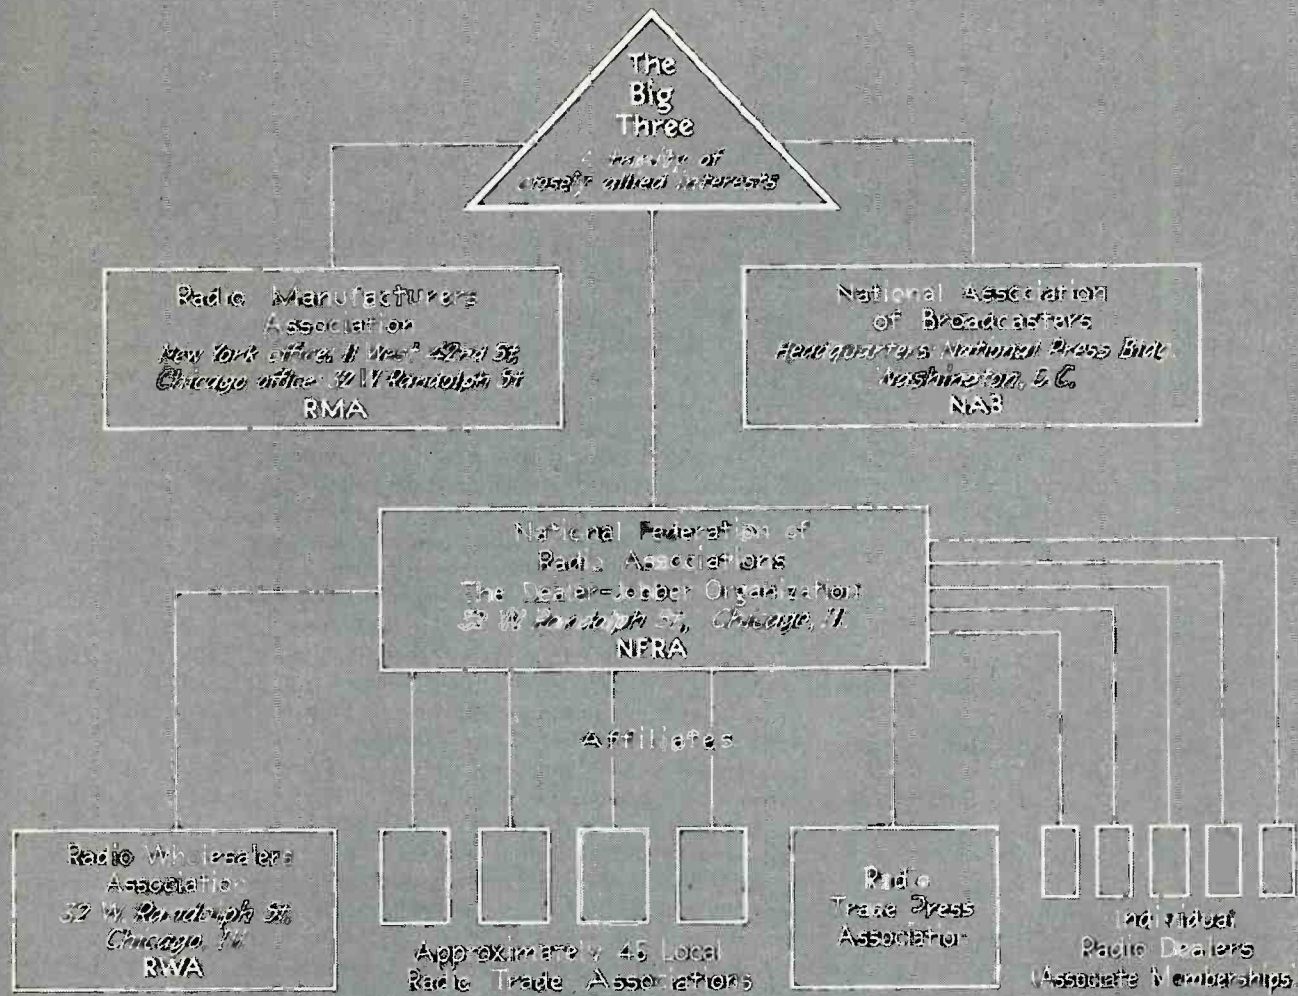 The
Big
Three
A family of
closely allied interests
Radio Manufacturers
Association
New York office: 11 West 42nd St.
Chicago office: 32 W Randolph St
RMA
National Association
of Broadcasters
Headquarters National Press Bldg.
Washington, D.C.
NAB
National Federation of
Radio Associations
The Dealer-Jobber Organization
32 W Randolph St., Chicago, Ill.
NFRA
Affiliates
Radio Wholesalers
Association
32 W. Randolph St.
Chicago, Ill
RWA
Approximately 45 Local
Radio Trade Associations
Radio
Trade Press
Association
Individual
Radio Dealers
(Associate Memberships)